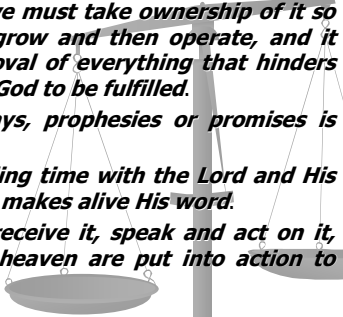 ve must take ownership of it so
grow and then operate, and it
oval of everything that hinders
God to be fulfilled.
ays, prophesies or promises is
ing time with the Lord and His
makes alive His word.
receive it, speak and act on it,
heaven are put into action to